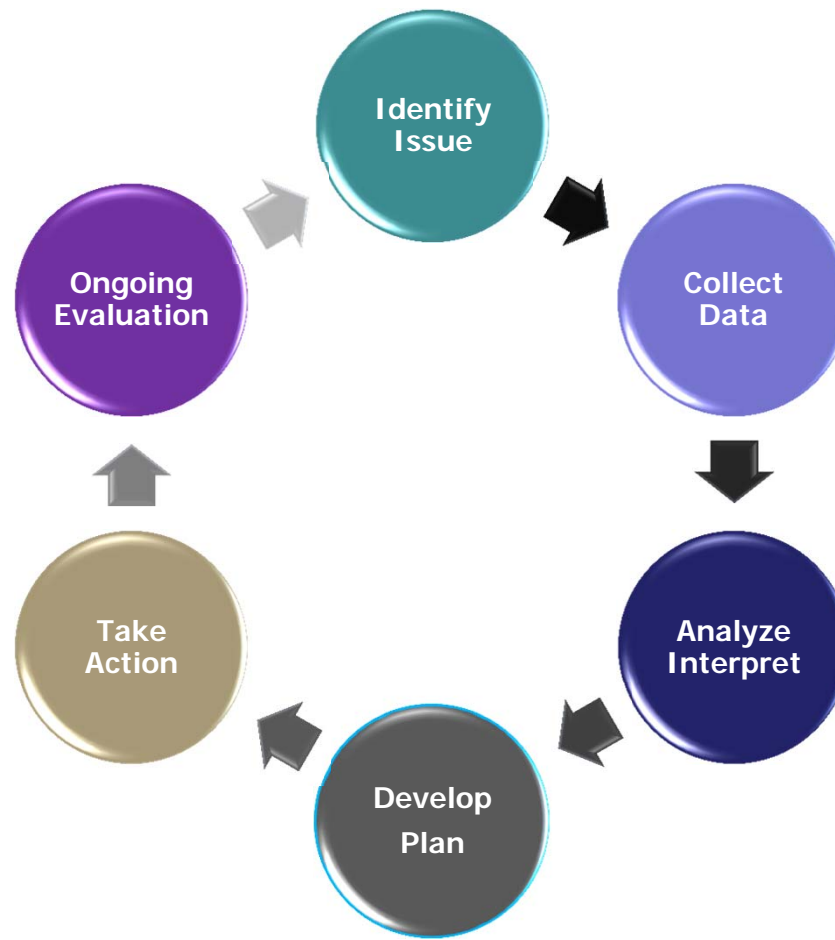 Identify
Issue
Collect
Data
Analyze
Interpret
Develop
Plan
Take
Action
Ongoing
Evaluation